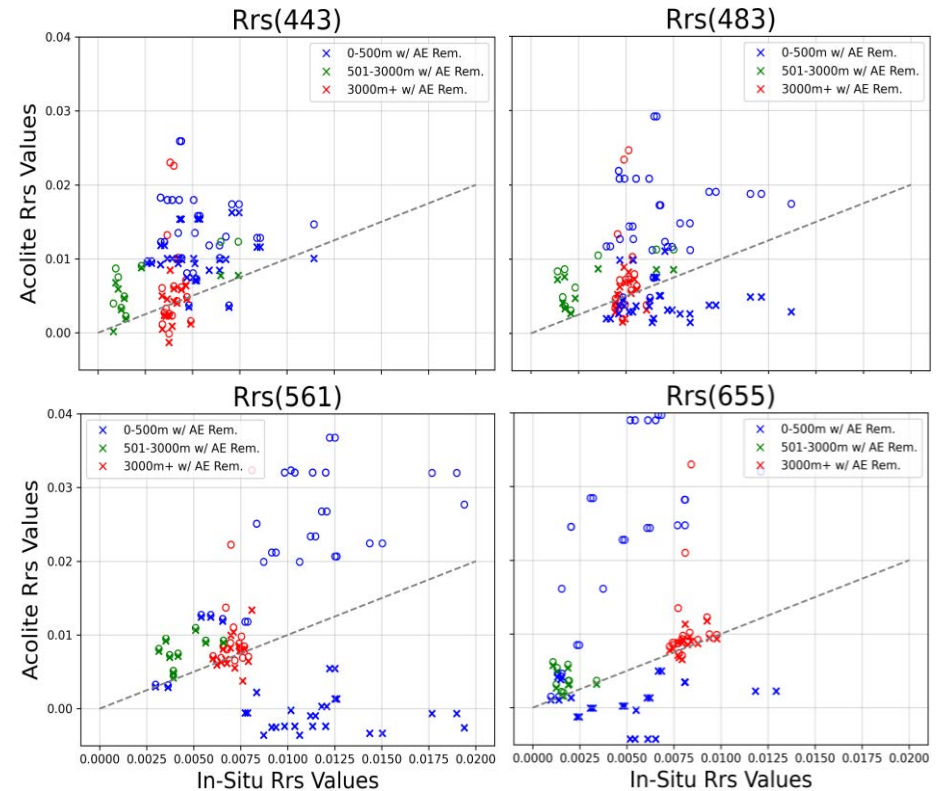 Rrs(443)
Rrs(483)
0.04
0.03
0.02
0.01
0.00
Acolite Rrs Values
0-500m w/ AE Rem.
501-3000m w/ AE Rem.
3000m+ w/ AE Rem.
0-500m w/ AE Rem.
501-3000m w/ AE Rem.
3000m+ w/ AE Rem.
Rrs(561)
Rrs(655)
0.04
0.03
0.02
0.01
0.00
Acolite Rrs Values
0-500m w/ AE Rem.
501-3000m w/ AE Rem.
3000m+ w/ AE Rem.
0-500m w/ AE Rem.
501-3000m w/ AE Rem.
3000m+ w/ AE Rem.
0.0000 0.0025 0.0050 0.0075 0.0100 0.0125 0.0150 0.0175 0.0200
0.0000 0.0025 0.0050 0.0075 0.0100 0.0125 0.0150 0.0175 0.0200
In-Situ Rrs Values
In-Situ Rrs Values